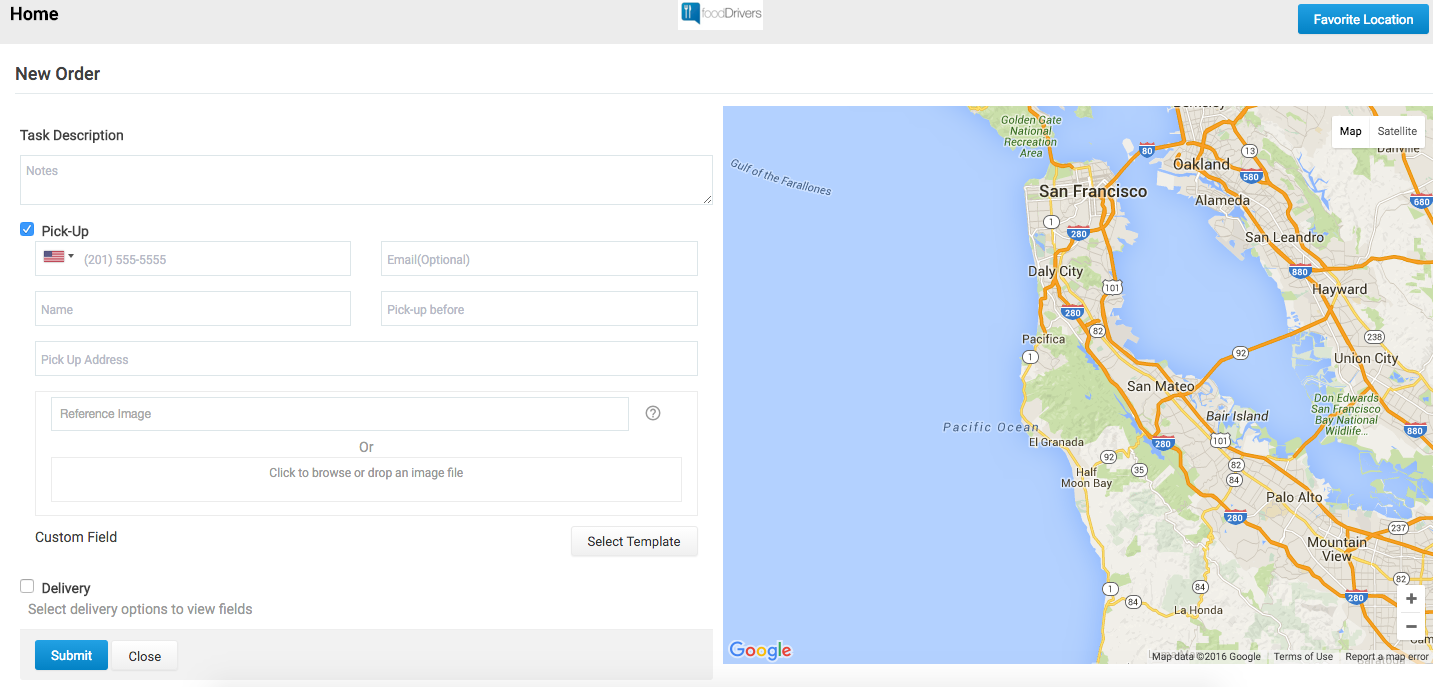 Home
foodDrivers
Favorite Location
New Order
Task Description
Notes
Pick-Up
(201) 555-5555
Email(Optional)
Name
Pick-up before
Pick Up Address
Reference Image
?
Or
Click to browse or drop an image file
Custom Field
Select Template
Delivery
Select delivery options to view fields
Submit
Close
Berkeley
Golden Gate
National
Recreation
Area
Map
Satellite
Danville
80
13
Oakland
580
Gulf of the Farallones
San Francisco
Alameda
680
1
280
San Leandro
Daly City
880
101
Hayward
280
82
Pacifica
238
1
92
Union City
San Mateo
Don Edwards
San Francisco
Bay National
Wildlife...
Bair Island
Pacific Ocean
880
El Granada
280
101
92
82
Half
Moon Bay
35
84
Palo Alto
280
237
Mountain
View
82
1
84
84
280
+
La Honda
−
Google
Map data ©2016 Google
Terms of Use
Report a map error